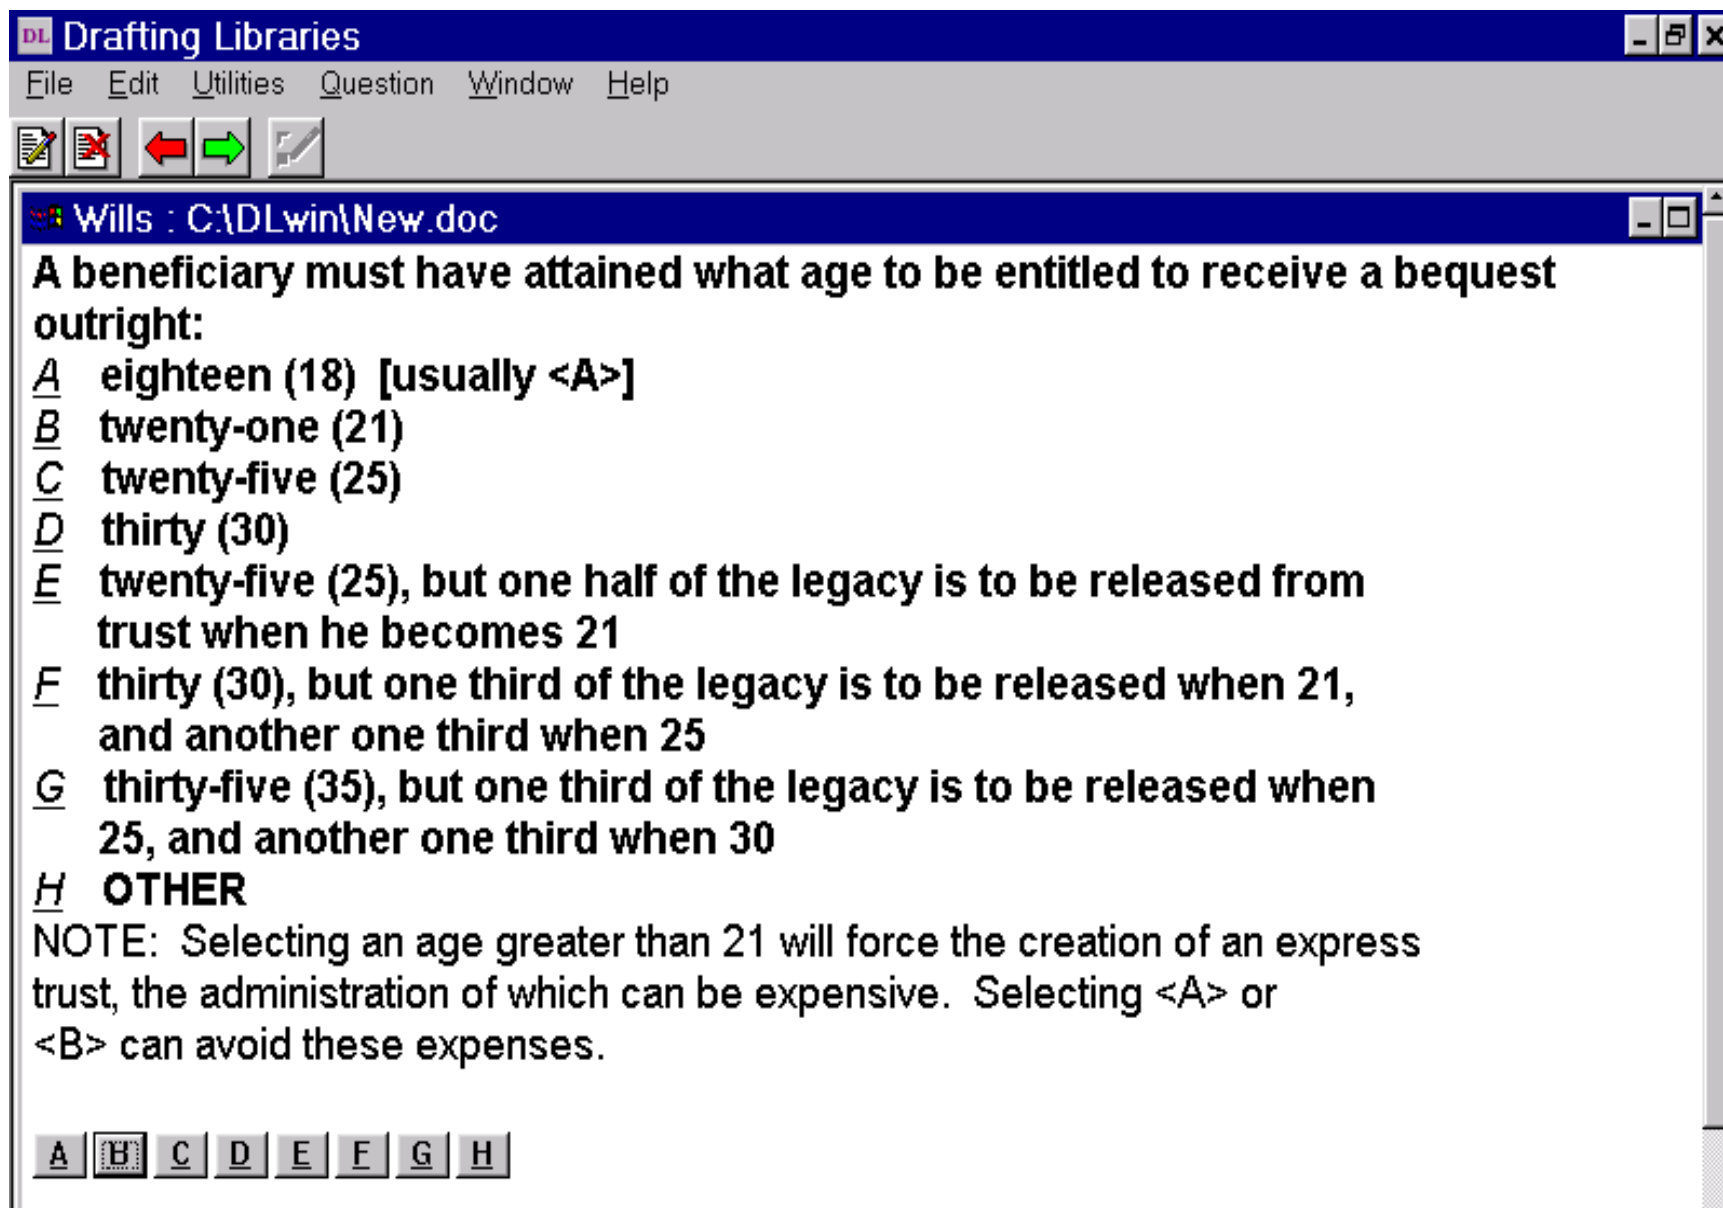 DL Drafting Libraries
File Edit Utilities Question Window Help
Wills : C:\DLwin\New.doc
A beneficiary must have attained what age to be entitled to receive a bequest
outright:
A eighteen (18) [usually <A>]
B twenty-one (21)
C twenty-five (25)
D thirty (30)
E twenty-five (25), but one half of the legacy is to be released from
trust when he becomes 21
F thirty (30), but one third of the legacy is to be released when 21,
and another one third when 25
G thirty-five (35), but one third of the legacy is to be released when
25, and another one third when 30
H OTHER
NOTE: Selecting an age greater than 21 will force the creation of an express
trust, the administration of which can be expensive. Selecting <A> or
<B> can avoid these expenses.
A B C D E F G H